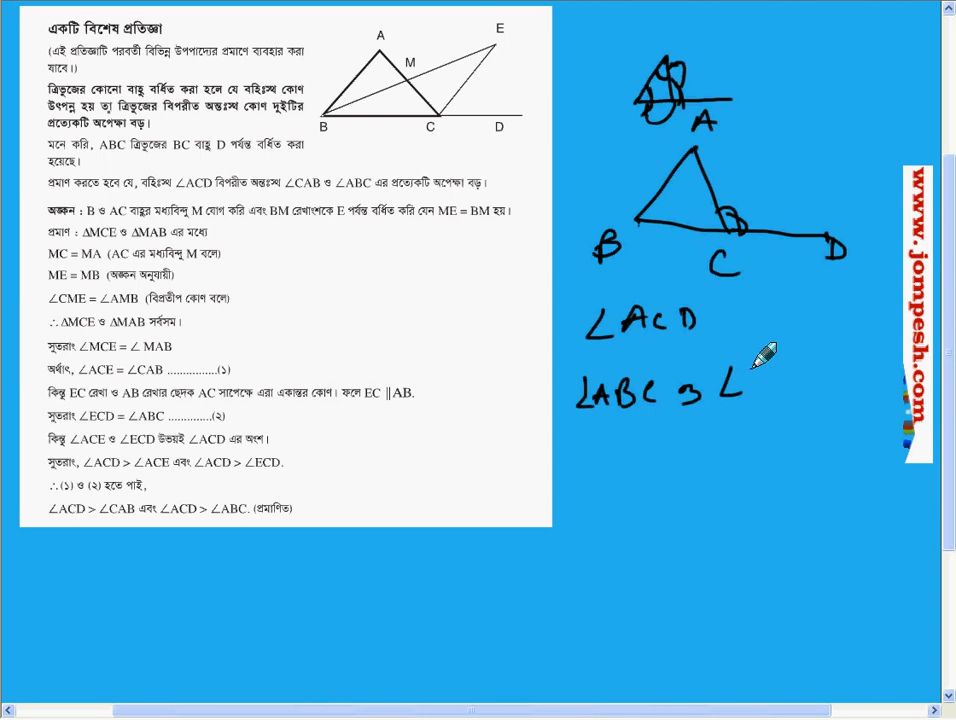 একটি বিশেষ প্রতিজ্ঞা
(এই প্রতিজ্ঞাটি পরবর্তী বিভিন্ন উপপাদ্যের প্রমাণে ব্যবহার করা
যাবে।)
ত্রিভুজের কোনো বাহু বর্ধিত করা হলে যে বহিঃস্থ কোণ
উৎপন্ন হয় তা ত্রিভুজের বিপরীত অন্তঃস্থ কোণ দুইটির
প্রত্যেকটি অপেক্ষা বড়।
মনে করি, ABC ত্রিভুজের BC বাহু D পর্যন্ত বর্ধিত করা
হয়েছে।
প্রমাণ করতে হবে যে, বহিঃস্থ ∠ACD বিপরীত অন্তঃস্থ ∠CAB ও ∠ABC এর প্রত্যেকটি অপেক্ষা বড়।
অঙ্কন : B ও AC বাহুর মধ্যবিন্দু M যোগ করি এবং BM রেখাংশকে E পর্যন্ত বর্ধিত করি যেন ME = BM হয়।
প্রমাণ : ΔMCE ও ΔMAB এর মধ্যে
MC = MA (AC এর মধ্যবিন্দু M বলে)
ME = MB (অঙ্কন অনুযায়ী)
∠CME = ∠AMB (বিপ্রতীপ কোণ বলে)
∴ ΔMCE ও ΔMAB সর্বসম।
সুতরাং ∠MCE = ∠ MAB
অর্থাৎ, ∠ACE = ∠CAB ................(১)
কিন্তু EC রেখা ও AB রেখার ছেদক AC সাপেক্ষে এরা একান্তর কোণ। ফলে EC ∥ AB.
সুতরাং ∠ECD = ∠ABC .............(২)
কিন্তু ∠ACE ও ∠ECD উভয়ই ∠ACD এর অংশ।
সুতরাং, ∠ACD > ∠ACE এবং ∠ACD > ∠ECD.
∴ (১) ও (২) হতে পাই,
∠ACD > ∠CAB এবং ∠ACD > ∠ABC. (প্রমাণিত)
A
E
M
B
C
D
A
B
C
D
∠ACD
∠ABC ও ∠
www.jompesh.com